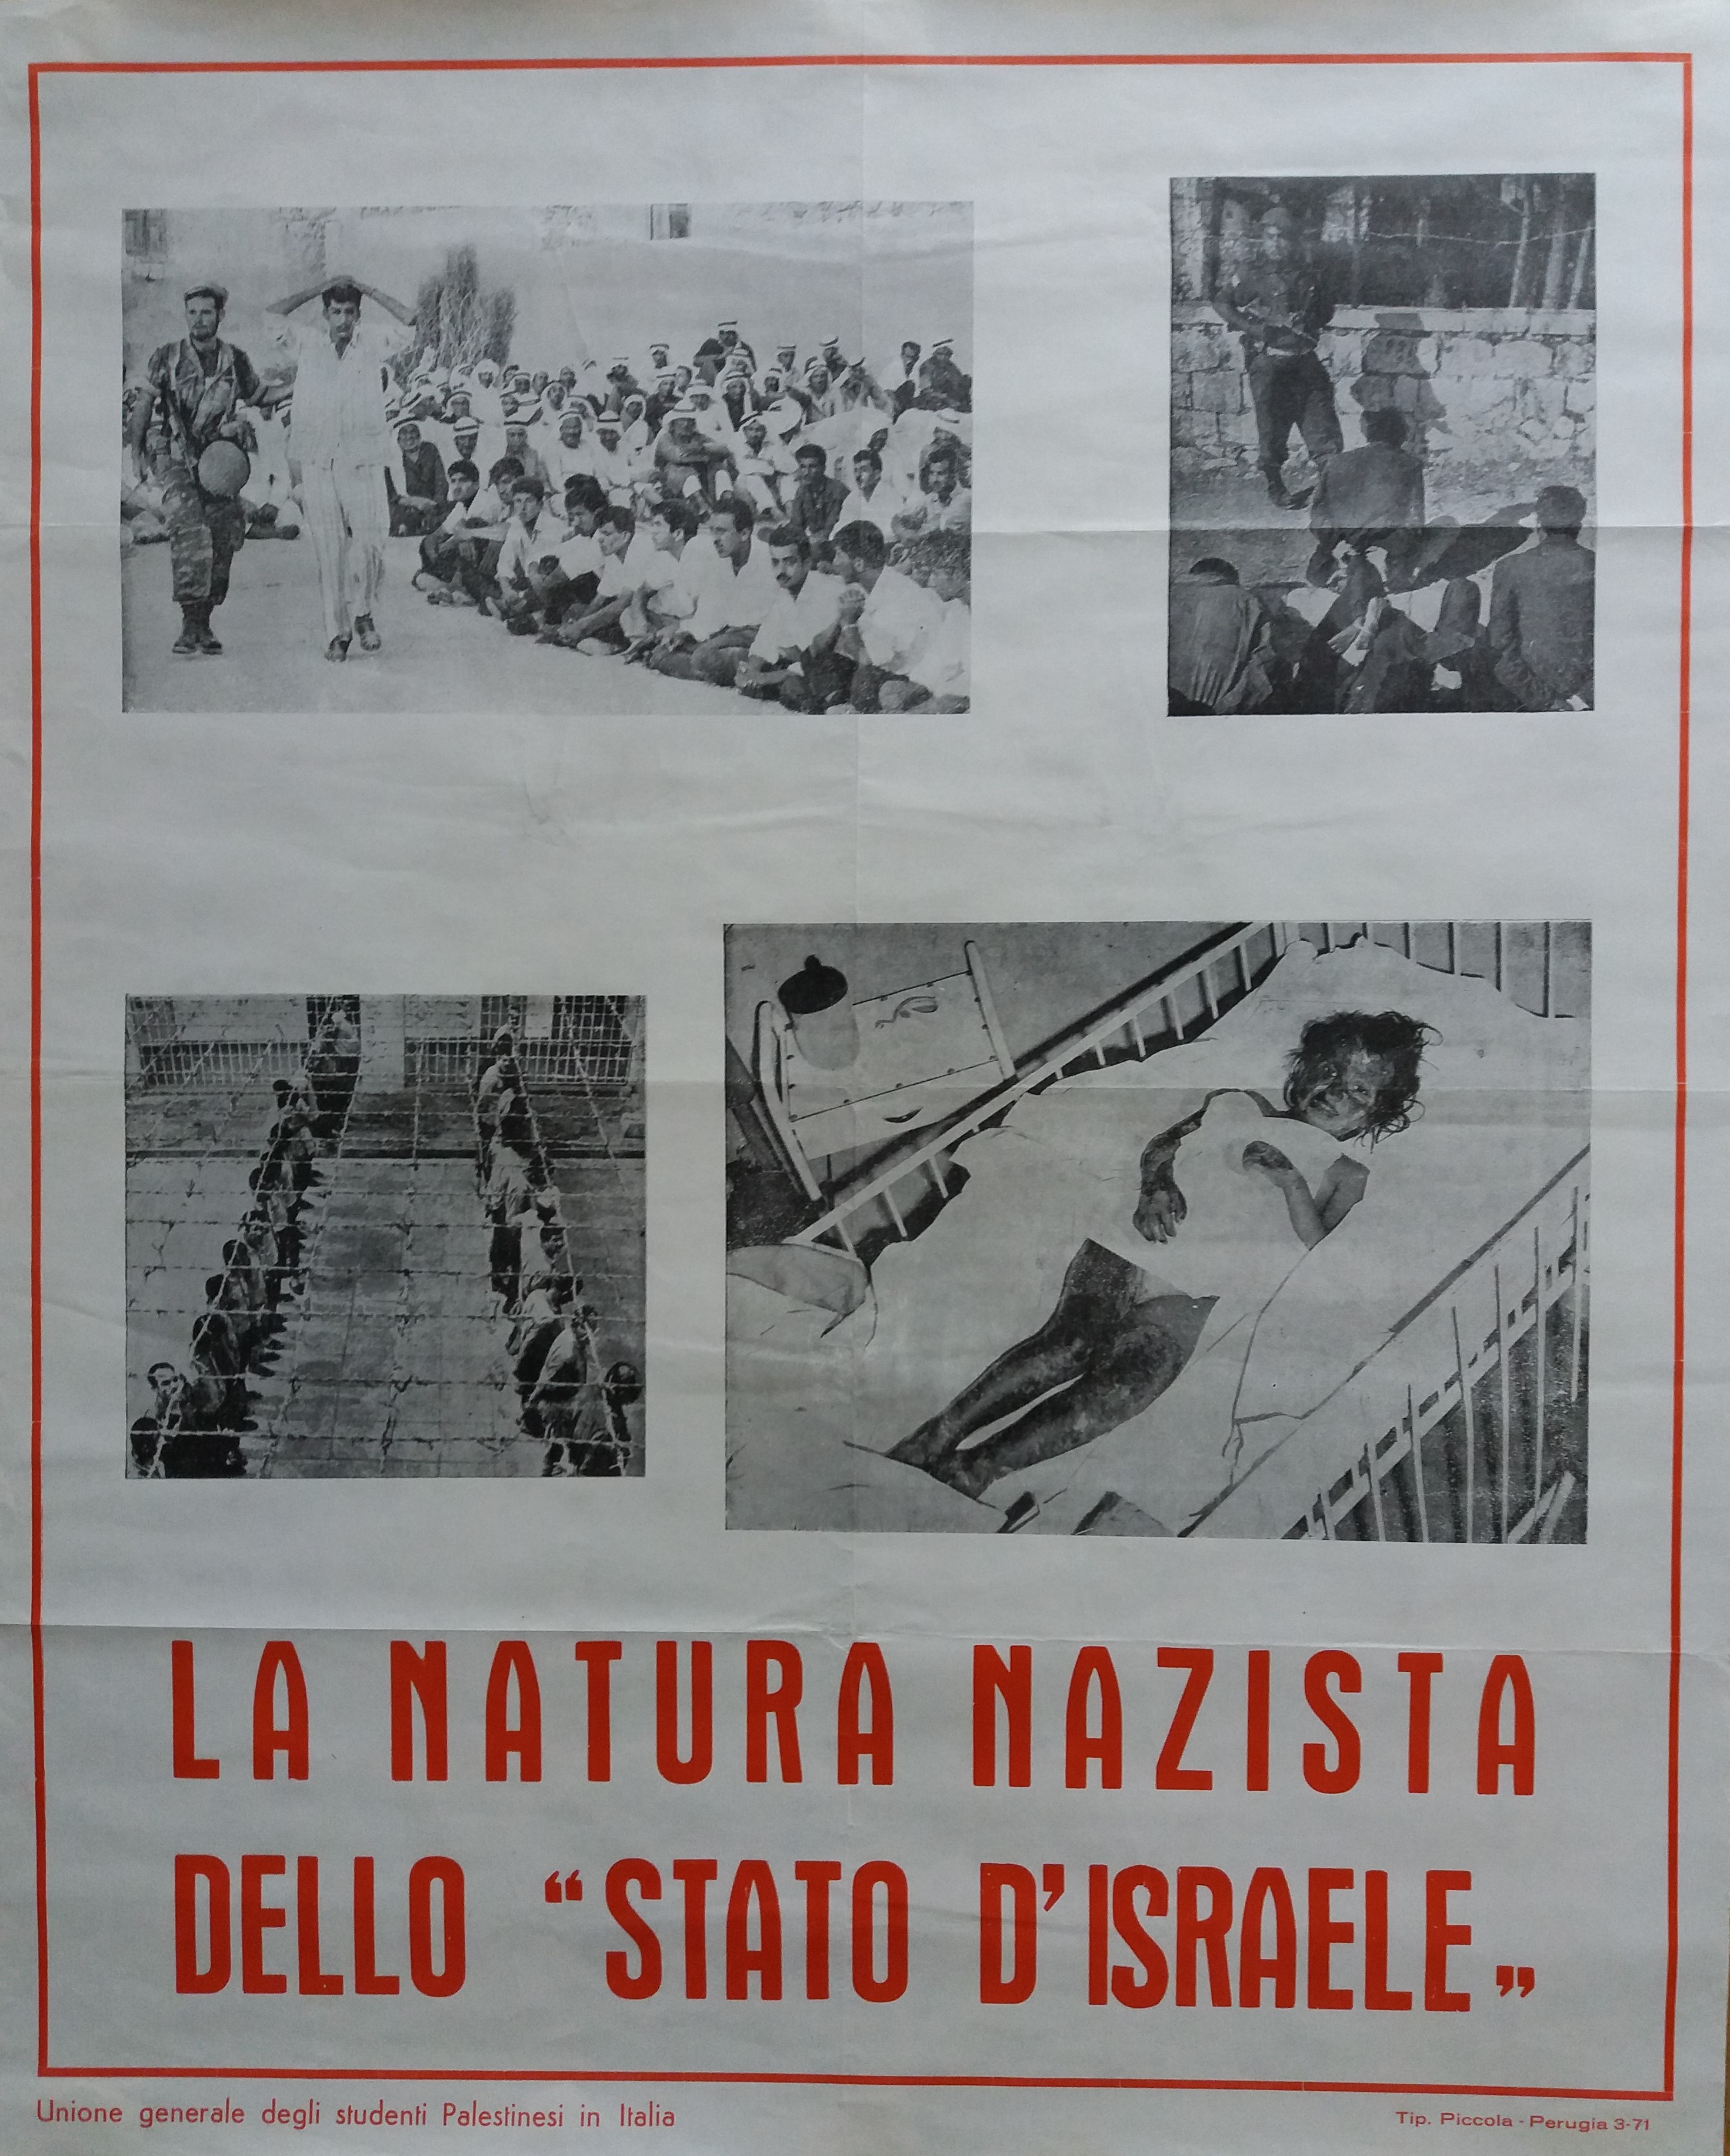 LA NATURA NAZISTA
DELLO “STATO D'ISRAELE”
Unione generale degli studenti Palestinesi in Italia
Tip. Piccola - Perugia 3-71